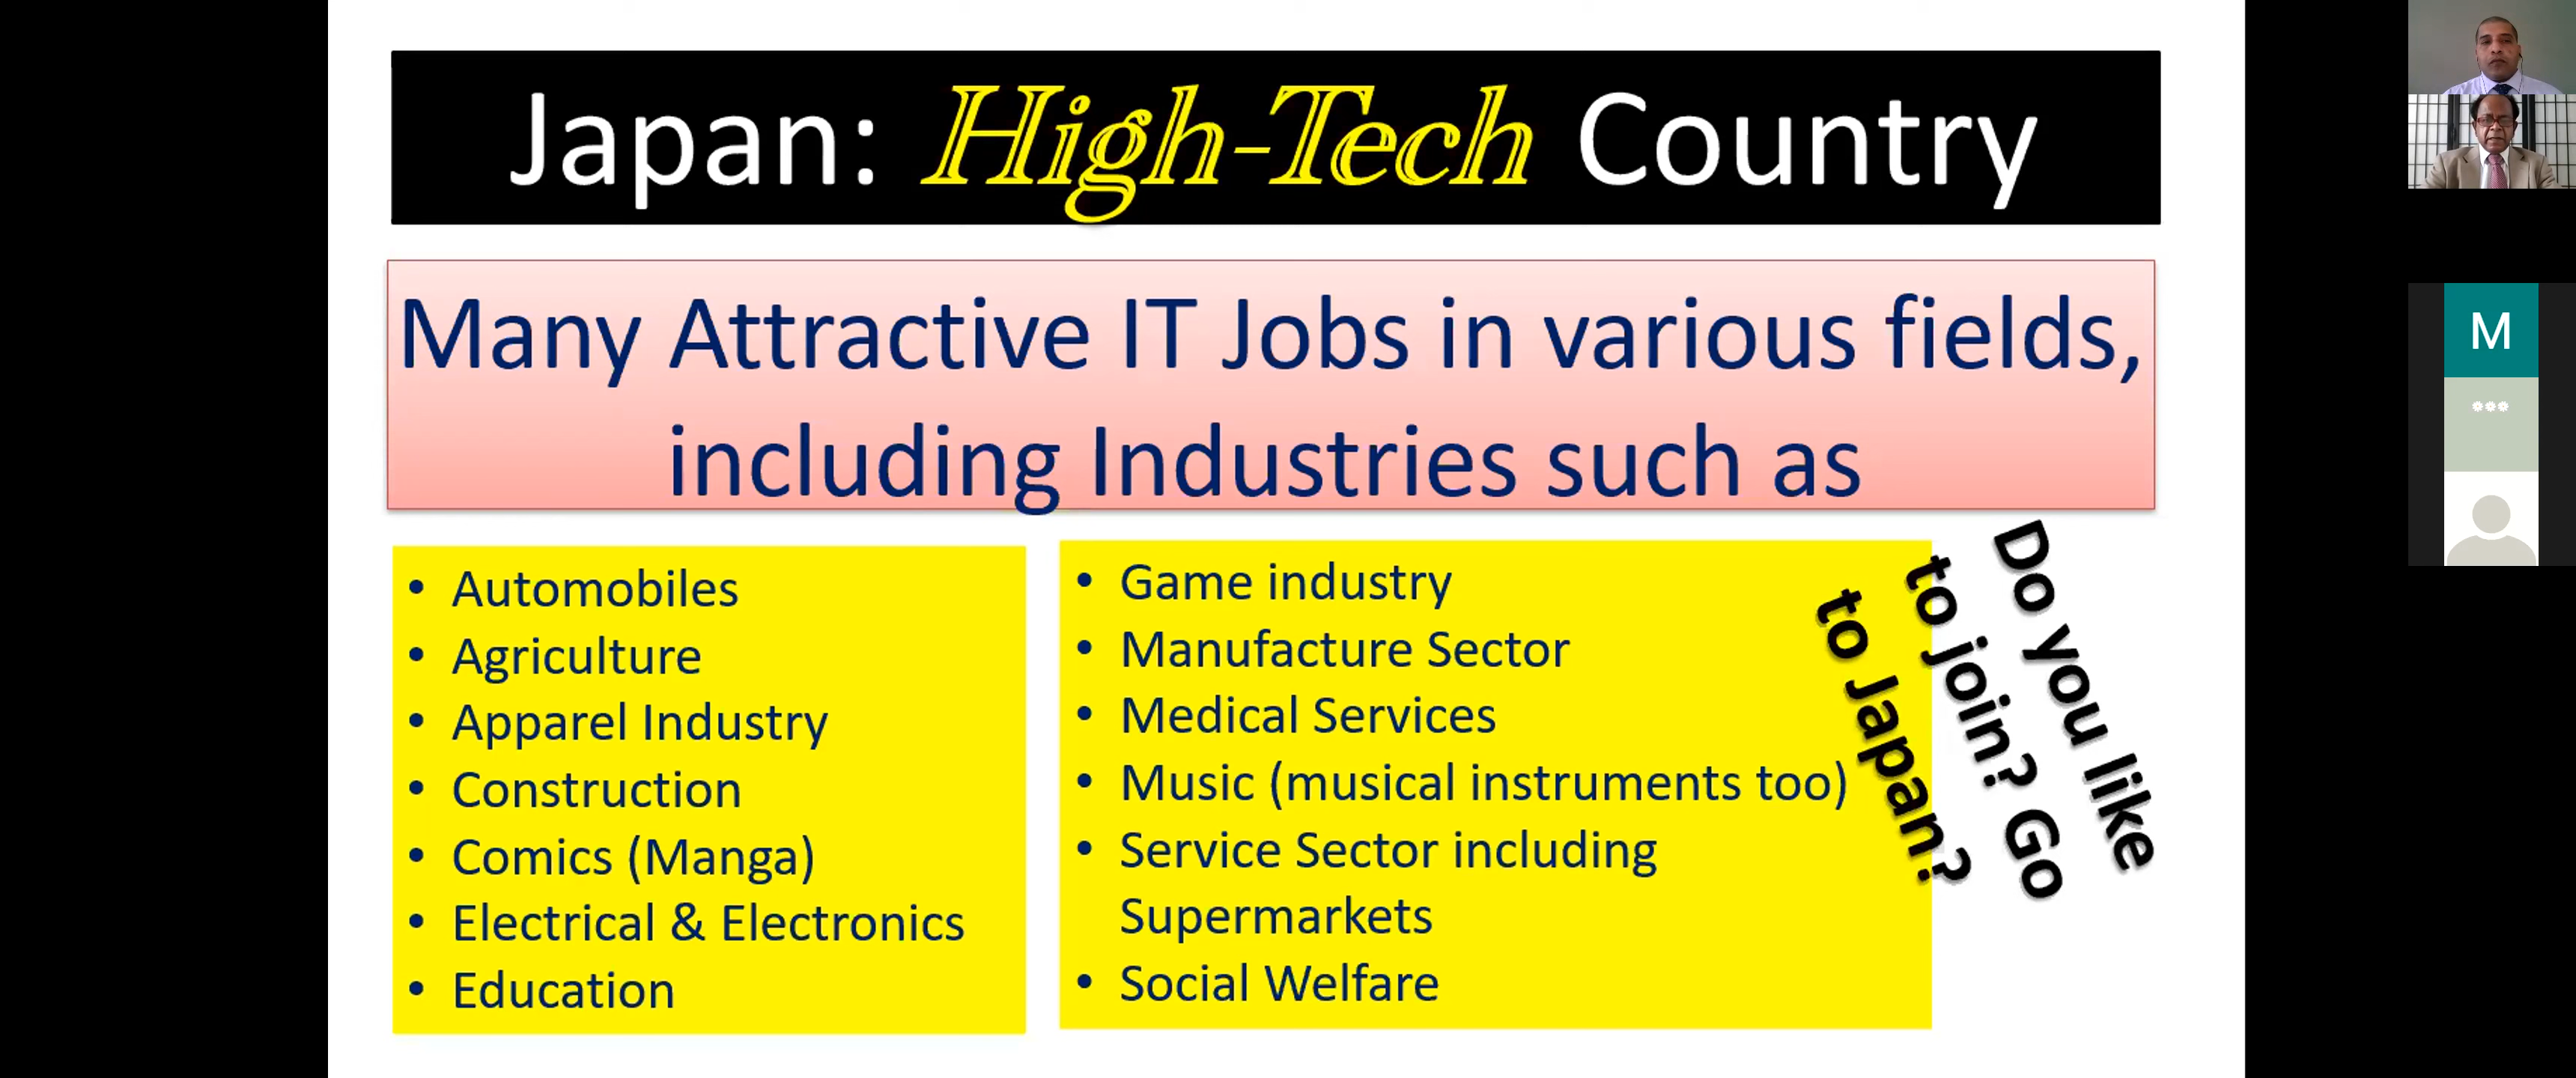 Japan: High-Tech Country
Many Attractive IT Jobs in various fields,
including Industries such as
• Automobiles
• Agriculture
• Apparel Industry
• Construction
• Comics (Manga)
• Electrical & Electronics
• Education
• Game industry
• Manufacture Sector
• Medical Services
• Music (musical instruments too)
• Service Sector including
Supermarkets
• Social Welfare
Do you like
to join? Go
to Japan?
M
***